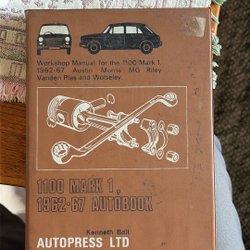 Workshop Manual for the 1100 Mark 1,
1962-67 Austin Morris MG Riley
Vanden Plas and Wolseley
1100 MARK 1,
1962-67 AUTOBOOK
Kenneth Ball
AUTOPRESS LTD